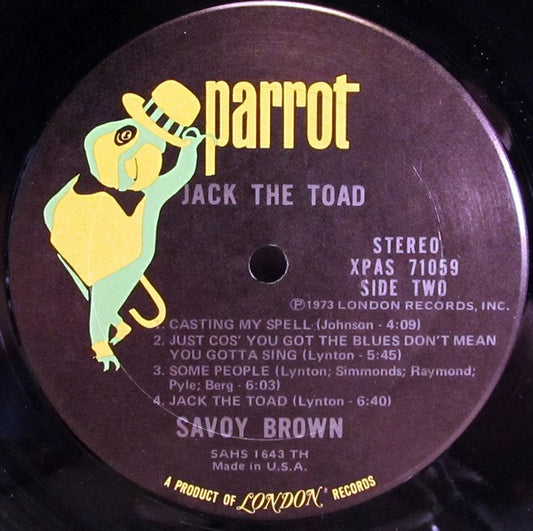 parrot
JACK THE TOAD
STEREO
XPAS 71059
SIDE TWO
Ⓟ1973 LONDON RECORDS, INC.
1. CASTING MY SPELL (Johnson - 4:09)
2. JUST COS' YOU GOT THE BLUES DON'T MEAN
YOU GOTTA SING (Lynton - 5:45)
3. SOME PEOPLE (Lynton; Simmonds; Raymond;
Pyle; Berg - 6:03)
4. JACK THE TOAD (Lynton - 6:40)
SAVOY BROWN
SAHS 1643 TH
Made in U.S.A.
A PRODUCT OF LONDON® RECORDS